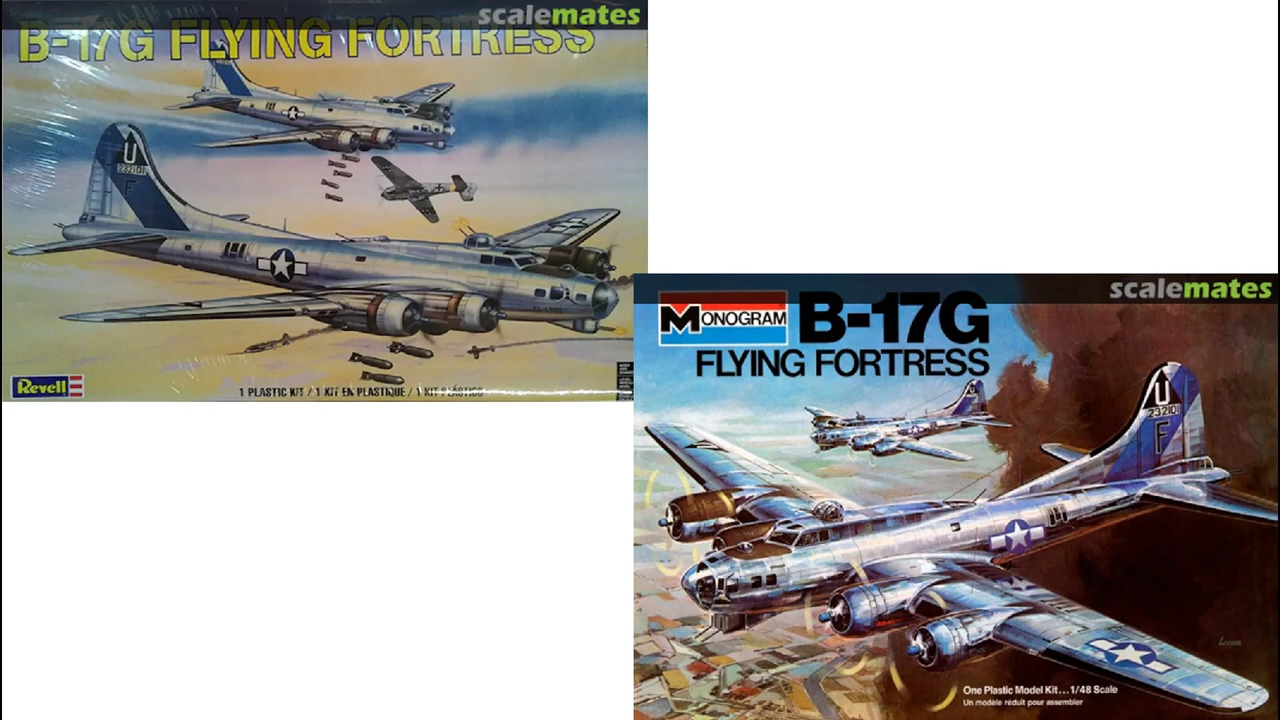 scalemates
B-17G FLYING FORTRESS
U
232101
F
Revell
1 PLASTIC KIT / 1 KIT EN PLASTIQUE / 1 KIT PLÁSTICO
scalemates
MONOGRAM
B-17G
FLYING FORTRESS
U
232101
F
One Plastic Model Kit...1/48 Scale
Un modèle réduit pour assembler